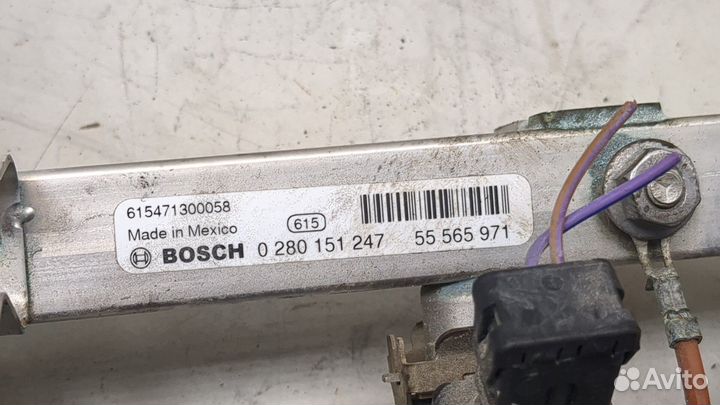 615471300058
615
Made in Mexico
BOSCH 0 280 151 247 55 565 971
Avito